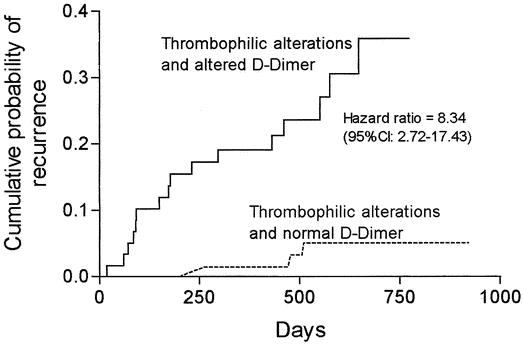 Cumulative probability of
recurrence
0.4
0.3
0.2
0.1
0.0
Thrombophilic alterations
and altered D-Dimer
Hazard ratio = 8.34
(95%CI: 2.72-17.43)
Thrombophilic alterations
and normal D-Dimer
0
250
500
750
1000
Days